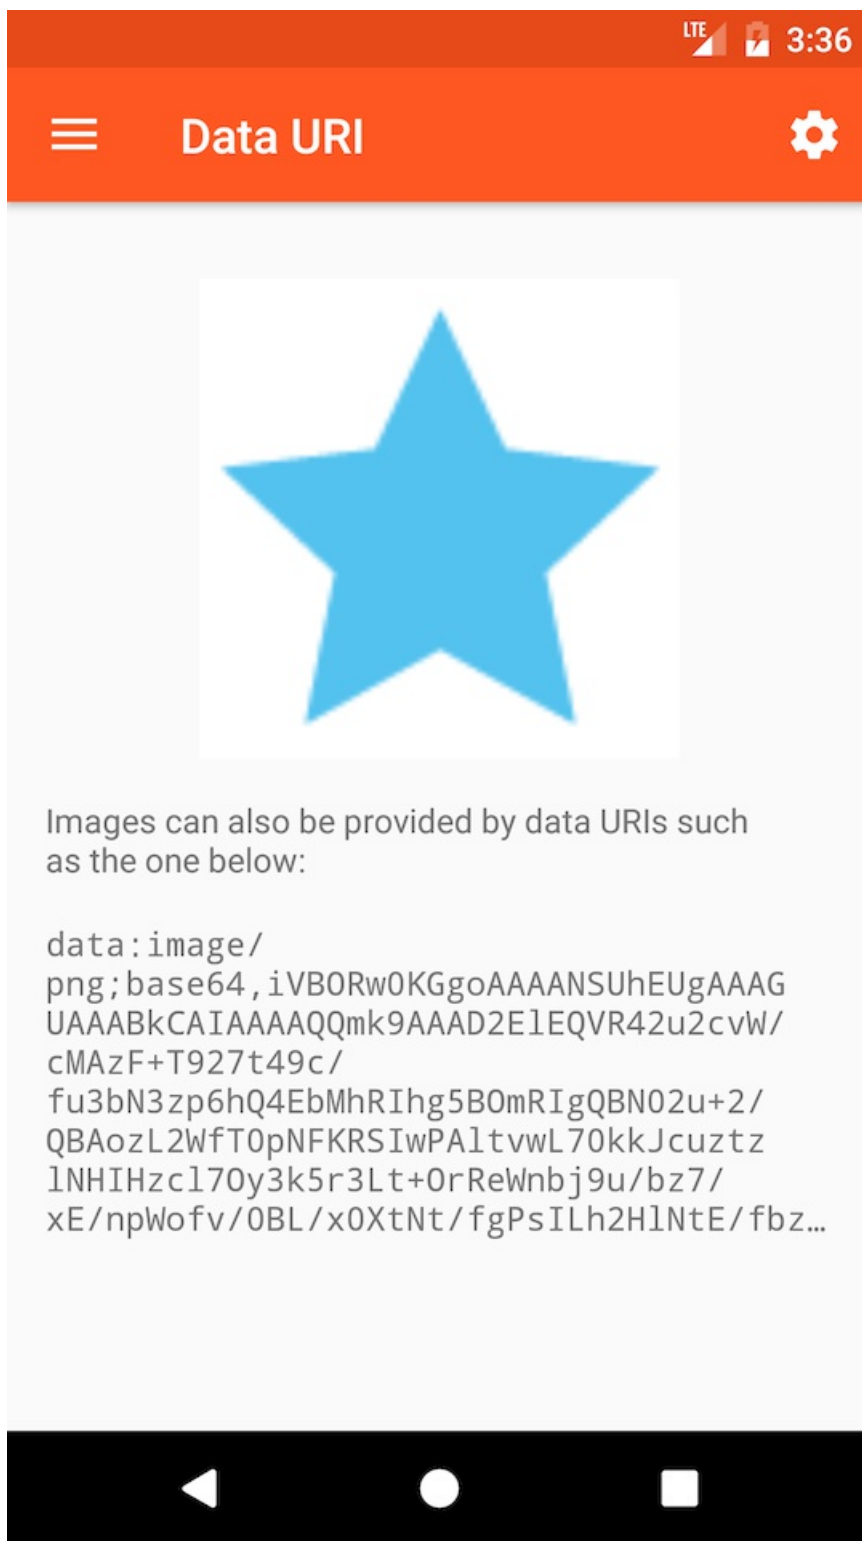 LTE 3:36
Data URI
Images can also be provided by data URIs such
as the one below:
data:image/
png;base64,iVBORw0KGgoAAAANSUhEUgAAAG
UAAABkCAIAAAAQQmk9AAAD2ElEQVR42u2cvW/
cMAzF+T927t49c/
fu3bN3zp6hQ4EbMhRIhg5BOmRIgQBNO2u+2/
QBAozL2WfT0pNFKRSIwPAltvwL70kkJcuztz
lNHIHzcl7Oy3k5r3Lt+OrReWnbj9u/bz7/
xE/npWofv/0BL/x0XtNt/fgPsILh2HlNtE/fbz…